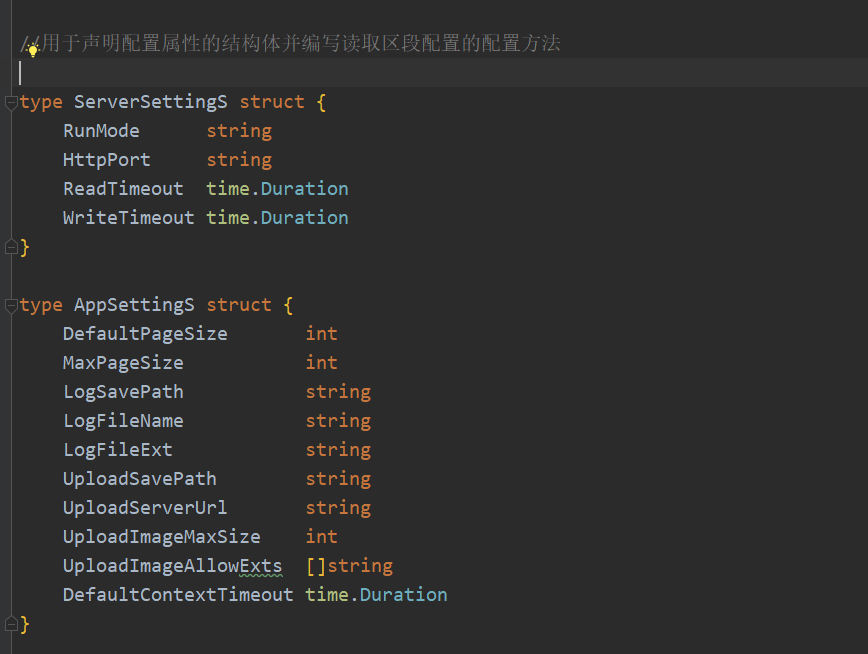 //用于声明配置属性的结构体并编写读取区段配置的配置方法
type ServerSettingS struct {
RunMode string
HttpPort string
ReadTimeout time.Duration
WriteTimeout time.Duration
}
type AppSettingS struct {
DefaultPageSize int
MaxPageSize int
LogSavePath string
LogFileName string
LogFileExt string
UploadSavePath string
UploadServerUrl string
UploadImageMaxSize int
UploadImageAllowExts []string
DefaultContextTimeout time.Duration
}